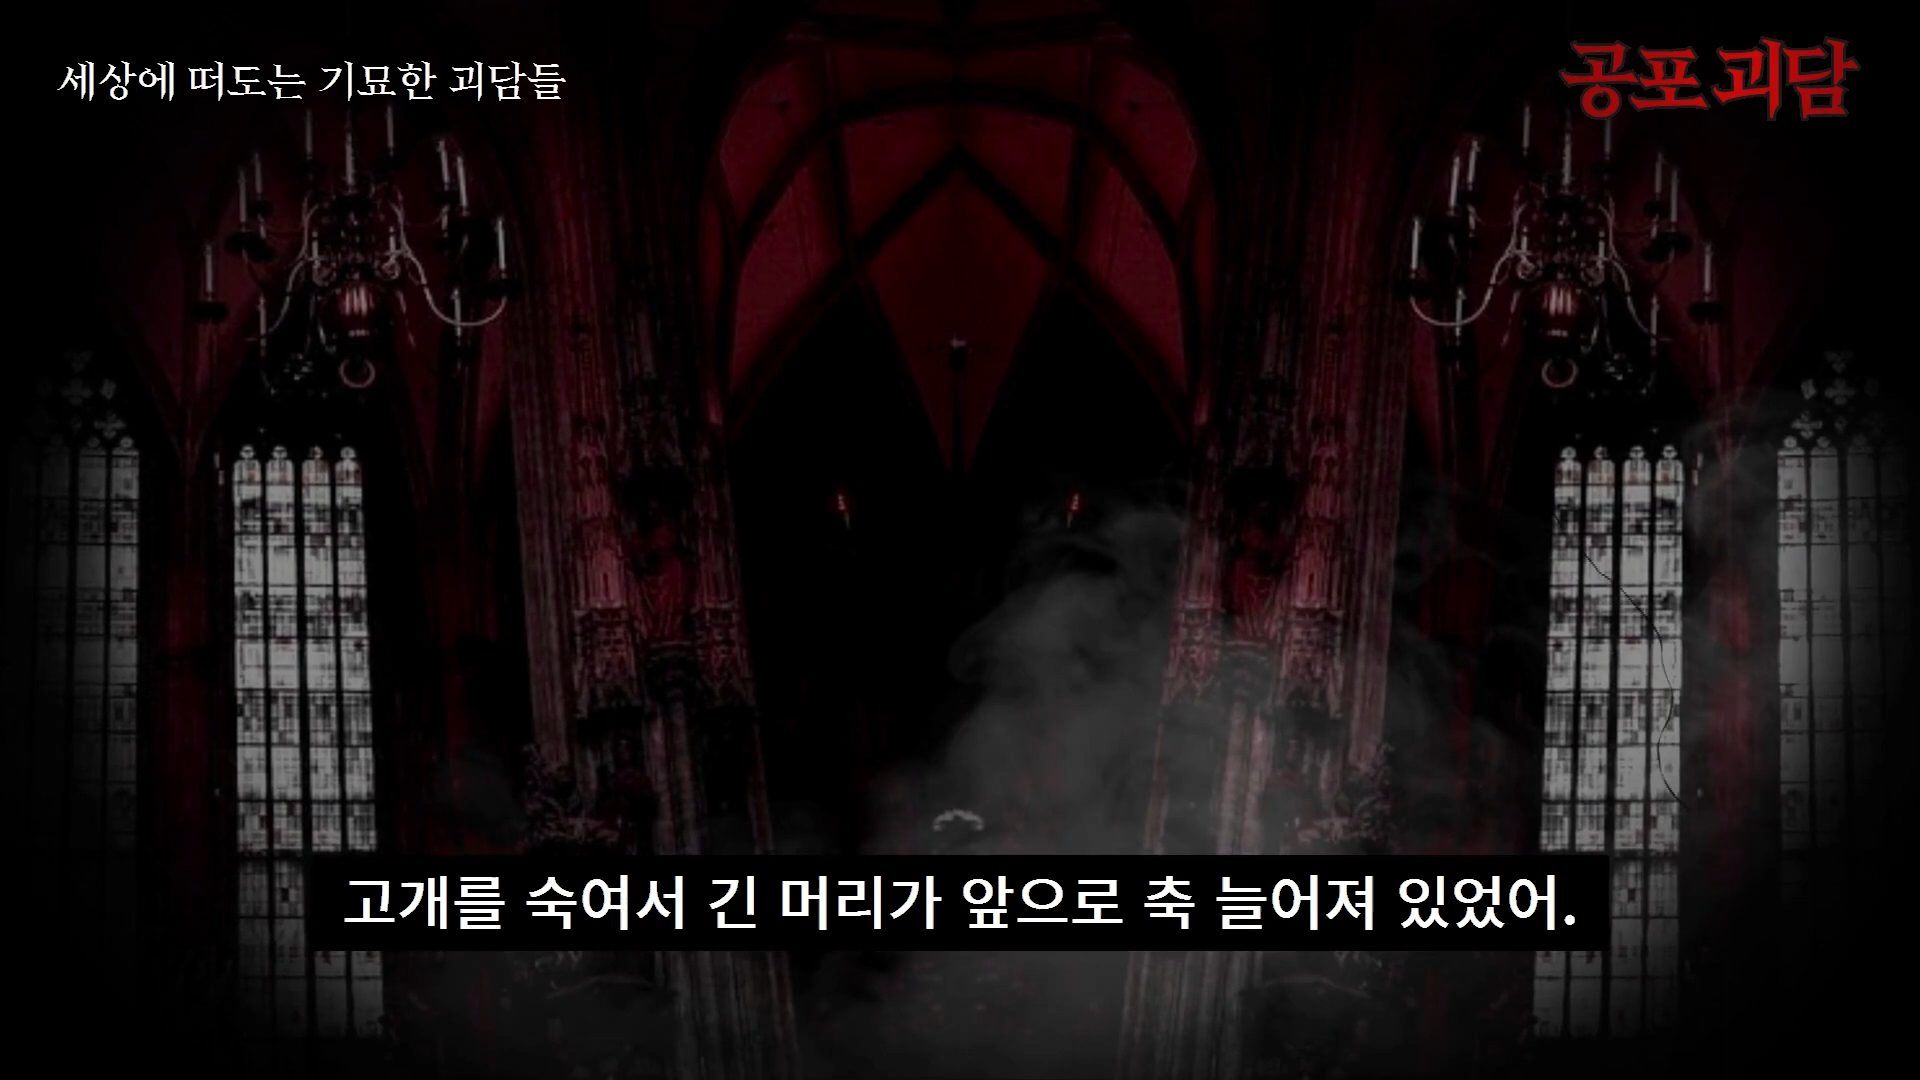 세상에 떠도는 기묘한 괴담들
공포 괴담
고개를 숙여서 긴 머리가 앞으로 축 늘어져 있었어.